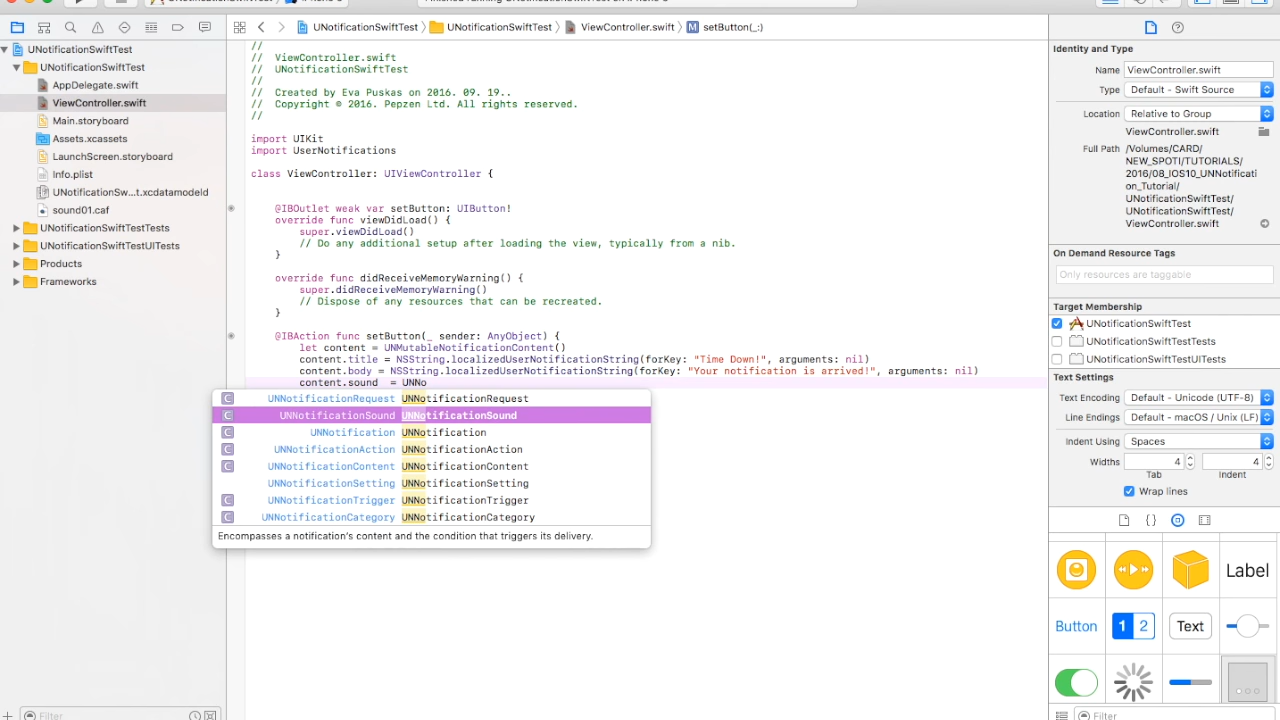 ViewController.swift
UNotificationSwiftTest
UNotificationSwiftTest
ViewController.swift
setButton(_:)
UNotificationSwiftTest
UNotificationSwiftTest
AppDelegate.swift
ViewController.swift
Main.storyboard
Assets.xcassets
LaunchScreen.storyboard
Info.plist
UNotificationSw...t.xcdatamodeld
sound01.caf
UNotificationSwiftTestTests
UNotificationSwiftTestUITests
Products
Frameworks
Filter
//
// ViewController.swift
// UNotificationSwiftTest
//
// Created by Eva Puskas on 2016. 09. 19..
// Copyright © 2016. Pepzen Ltd. All rights reserved.
//
import UIKit
import UserNotifications
class ViewController: UIViewController {
@IBOutlet weak var setButton: UIButton!
override func viewDidLoad() {
super.viewDidLoad()
// Do any additional setup after loading the view, typically from a nib.
}
override func didReceiveMemoryWarning() {
super.didReceiveMemoryWarning()
// Dispose of any resources that can be recreated.
}
@IBAction func setButton(_ sender: AnyObject) {
let content = UNMutableNotificationContent()
content.title = NSString.localizedUserNotificationString(forKey: "Time Down!", arguments: nil)
content.body = NSString.localizedUserNotificationString(forKey: "Your notification is arrived!", arguments: nil)
content.sound = UNNo
C UNNotificationRequest UNNotificationRequest
C UNNotificationSound UNNotificationSound
C UNNotification UNNotification
C UNNotificationAction UNNotificationAction
C UNNotificationContent UNNotificationContent
UNNotificationSetting UNNotificationSetting
C UNNotificationTrigger UNNotificationTrigger
C UNNotificationCategory UNNotificationCategory
Encompasses a notification's content and the condition that triggers its delivery.
Identity and Type
Name ViewController.swift
Type Default - Swift Source
Location Relative to Group
ViewController.swift
Full Path /Volumes/CARD/
NEW_SPOTI/TUTORIALS/
2016/08_IOS10_UNNotificati
on_Tutorial/
UNotificationSwiftTest/
UNotificationSwiftTest/
ViewController.swift
On Demand Resource Tags
Only resources are taggable
Target Membership
UNotificationSwiftTest
UNotificationSwiftTestTests
UNotificationSwiftTestUITests
Text Settings
Text Encoding Default - Unicode (UTF-8)
Line Endings Default - macOS / Unix (LF)
Indent Using Spaces
Widths 4 4
Tab Indent
Wrap lines
Label
Button 1 2 Text
Filter